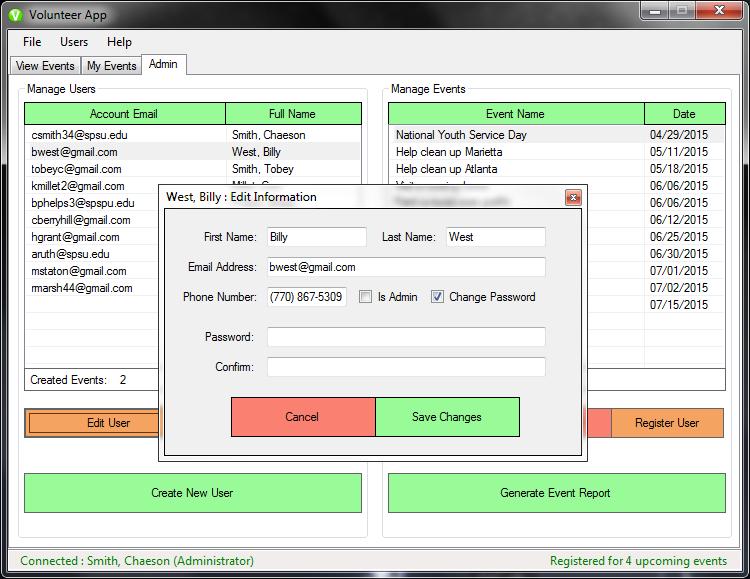 Volunteer App
File Users Help
View Events My Events Admin
Manage Users
Account Email Full Name
csmith34@spsu.edu Smith, Chaeson
bwest@gmail.com West, Billy
tobeyc@gmail.com Smith, Tobey
kmillet2@gmail.com
bphelps3@spspu.edu
cberryhill@gmail.com
hgrant@gmail.com
aruth@spsu.edu
mstaton@gmail.com
marsh44@gmail.com
Created Events: 2
Edit User
Create New User
Manage Events
Event Name Date
National Youth Service Day 04/29/2015
Help clean up Marietta 05/11/2015
Help clean up Atlanta 05/18/2015
06/06/2015
06/06/2015
06/12/2015
06/25/2015
06/30/2015
07/01/2015
07/02/2015
07/15/2015
Register User
Generate Event Report
West, Billy : Edit Information
First Name: Billy Last Name: West
Email Address: bwest@gmail.com
Phone Number: (770) 867-5309 Is Admin Change Password
Password:
Confirm:
Cancel Save Changes
Connected : Smith, Chaeson (Administrator) Registered for 4 upcoming events